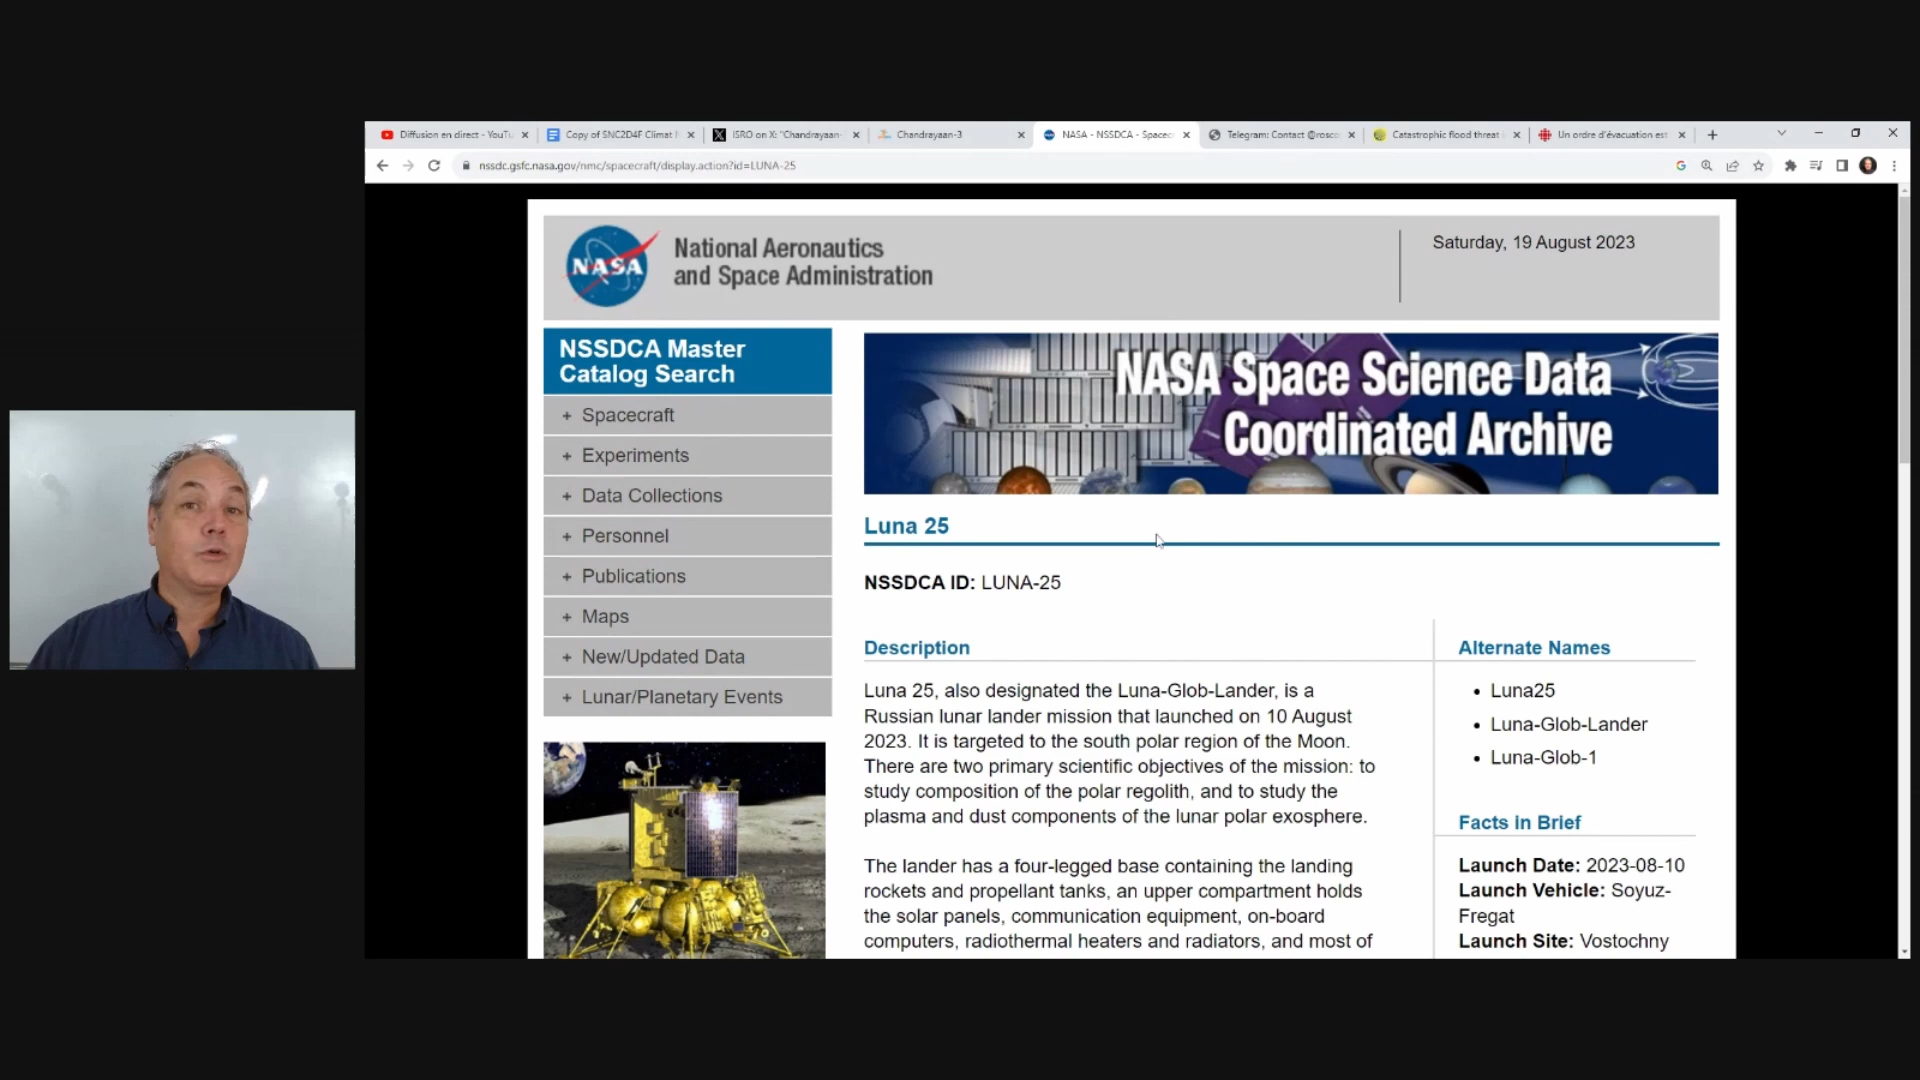 Diffusion en direct - YouTu
Copy of SNC2D4F Climat
ISRO on X: "Chandrayaan-
Chandrayaan-3
NASA - NSSDCA - Spacecr
Telegram: Contact @rosco
Catastrophic flood threat
Un ordre d'évacuation est
nssdc.gsfc.nasa.gov/nmc/spacecraft/display.action?id=LUNA-25
NASA
National Aeronautics
and Space Administration
Saturday, 19 August 2023
NSSDCA Master
Catalog Search
+ Spacecraft
+ Experiments
+ Data Collections
+ Personnel
+ Publications
+ Maps
+ New/Updated Data
+ Lunar/Planetary Events
NASA Space Science Data
Coordinated Archive
Luna 25
NSSDCA ID: LUNA-25
Description
Luna 25, also designated the Luna-Glob-Lander, is a
Russian lunar lander mission that launched on 10 August
2023. It is targeted to the south polar region of the Moon.
There are two primary scientific objectives of the mission: to
study composition of the polar regolith, and to study the
plasma and dust components of the lunar polar exosphere.
The lander has a four-legged base containing the landing
rockets and propellant tanks, an upper compartment holds
the solar panels, communication equipment, on-board
computers, radiothermal heaters and radiators, and most of
Alternate Names
• Luna25
• Luna-Glob-Lander
• Luna-Glob-1
Facts in Brief
Launch Date: 2023-08-10
Launch Vehicle: Soyuz-
Fregat
Launch Site: Vostochny